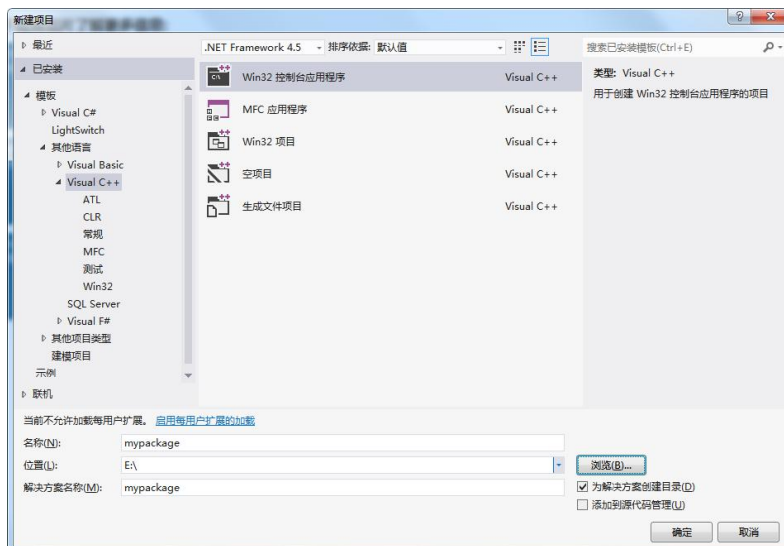 新建项目
最近
.NET Framework 4.5 排序依据: 默认值
搜索已安装模板(Ctrl+E)
已安装
模板
Visual C#
LightSwitch
其他语言
Visual Basic
Visual C++
ATL
CLR
常规
MFC
测试
Win32
SQL Server
Visual F#
其他项目类型
建模项目
示例
联机
Win32 控制台应用程序 Visual C++
MFC 应用程序 Visual C++
Win32 项目 Visual C++
空项目 Visual C++
生成文件项目 Visual C++
类型: Visual C++
用于创建 Win32 控制台应用程序的项目
当前不允许加载每用户扩展。 启用每用户扩展的加载
名称(N): mypackage
位置(L): E:\ 浏览(B)...
解决方案名称(M): mypackage
为解决方案创建目录(D)
添加到源代码管理(U)
确定 取消